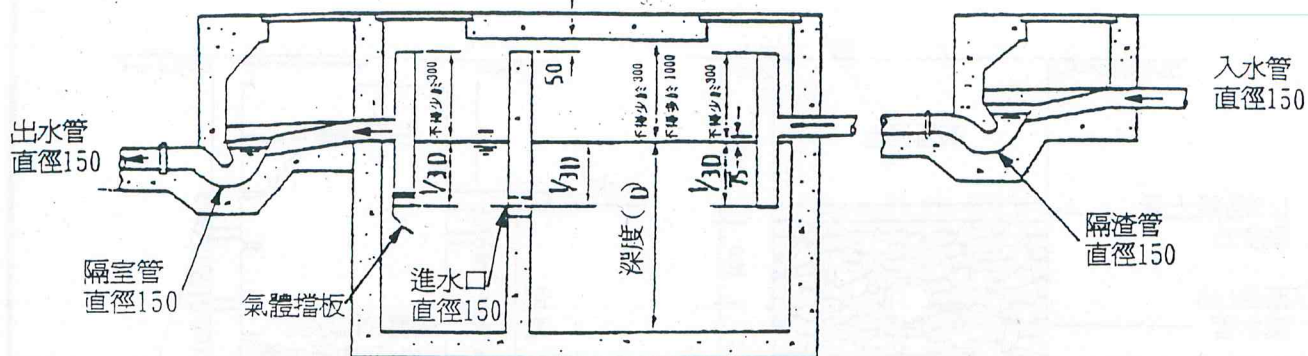 入水管
直徑150
出水管
直徑150
不得少於300
50
不得少於300
不得多於1000
不得少於300
1/3D
1/3D
1/3D
75
深度(D)
隔渣管
直徑150
隔室管
直徑150
氣體擋板
進水口
直徑150